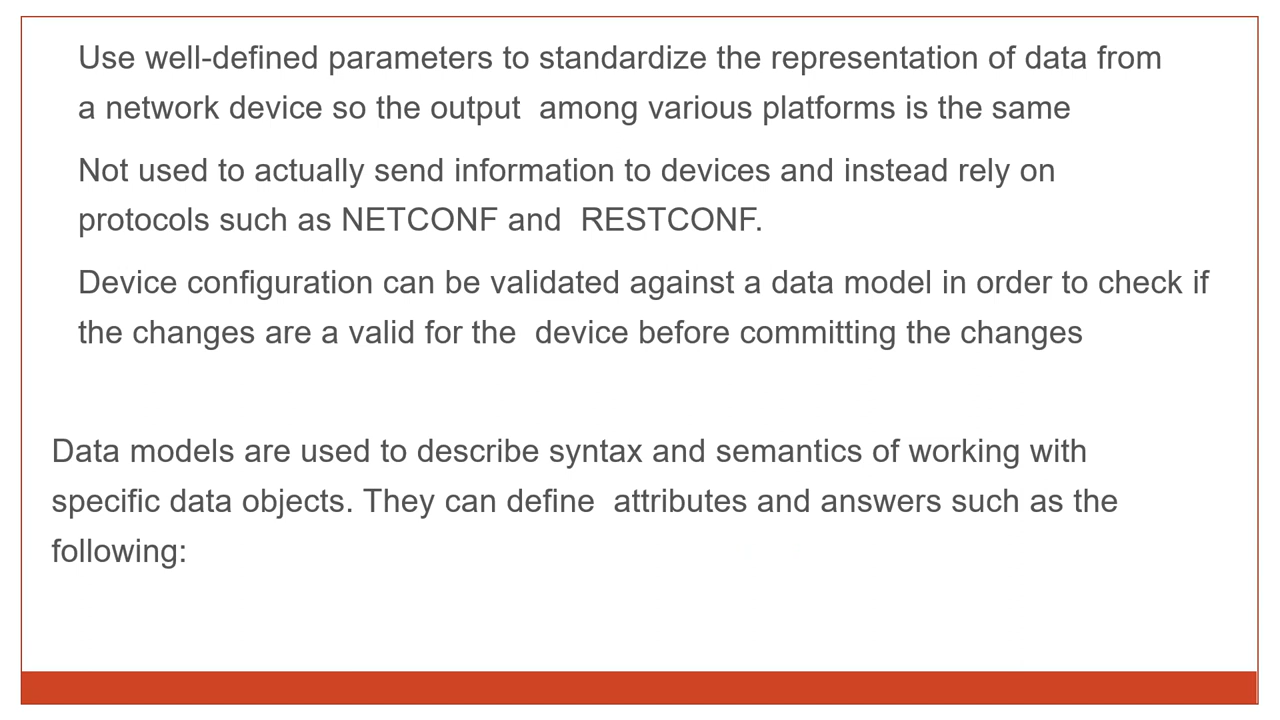 Use well-defined parameters to standardize the representation of data from
a network device so the output  among various platforms is the same
Not used to actually send information to devices and instead rely on
protocols such as NETCONF and  RESTCONF.
Device configuration can be validated against a data model in order to check if
the changes are a valid for the  device before committing the changes
Data models are used to describe syntax and semantics of working with
specific data objects. They can define  attributes and answers such as the
following: